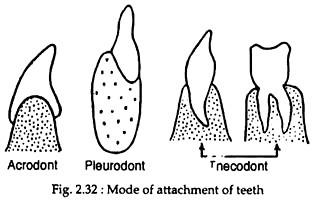 Acrodont
Pleurodont
Tnecodont
Fig. 2.32 : Mode of attachment of teeth